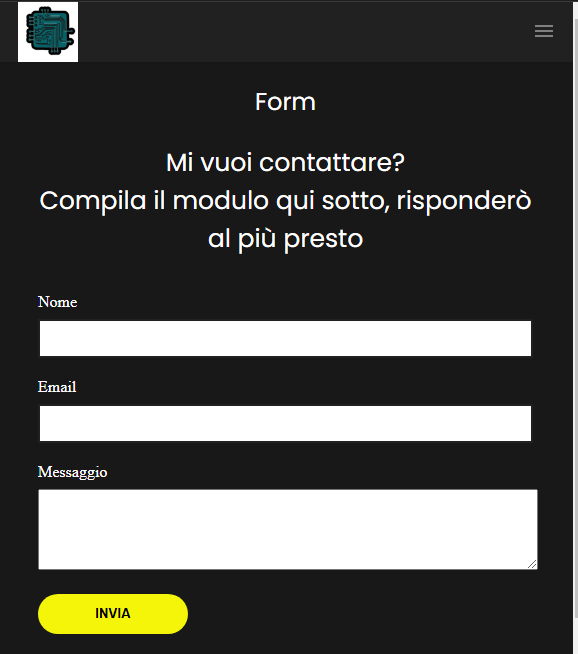 Form
Mi vuoi contattare?
Compila il modulo qui sotto, risponderò
al più presto
Nome
Email
Messaggio
INVIA